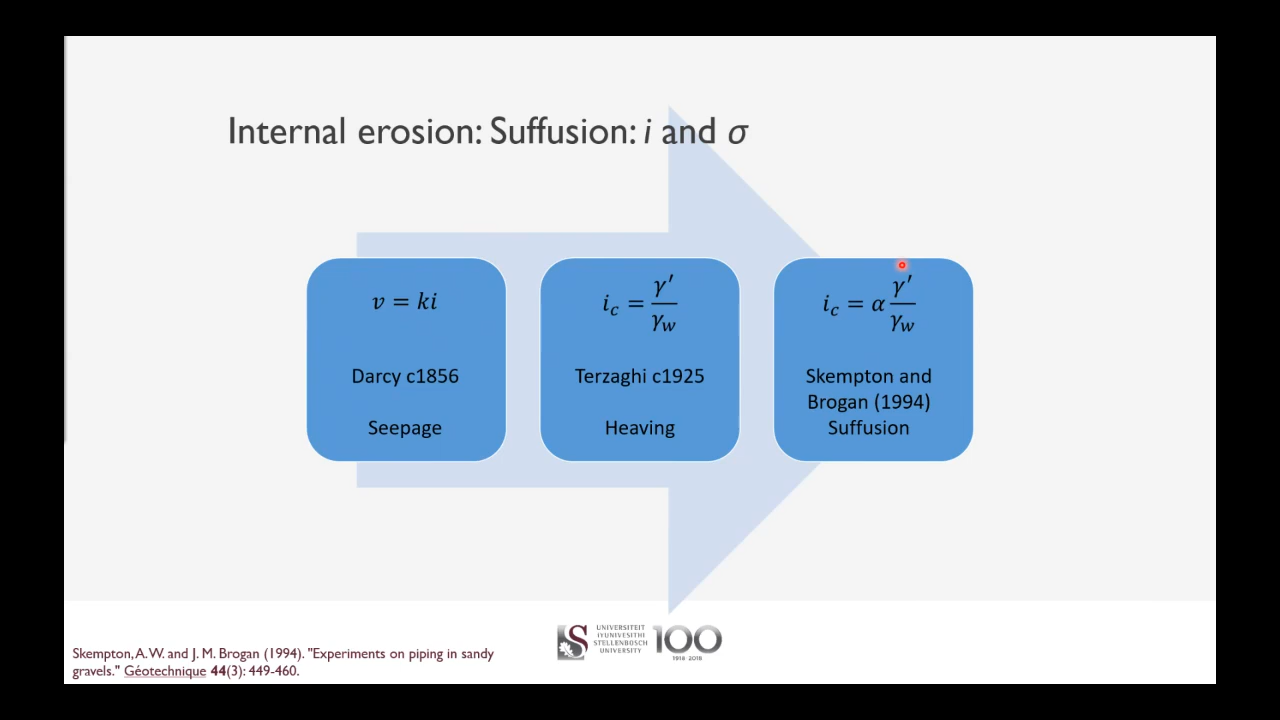 Internal erosion: Suffusion: i and σ
v = ki
Darcy c1856
Seepage
i_c = γ′/γ_w
Terzaghi c1925
Heaving
i_c = α γ′/γ_w
Skempton and
Brogan (1994)
Suffusion
UNIVERSITEIT
IYUNIVESITHI
STELLENBOSCH
UNIVERSITY
100
1918 2018
Skempton, A. W. and J. M. Brogan (1994). "Experiments on piping in sandy
gravels." Géotechnique 44(3): 449-460.